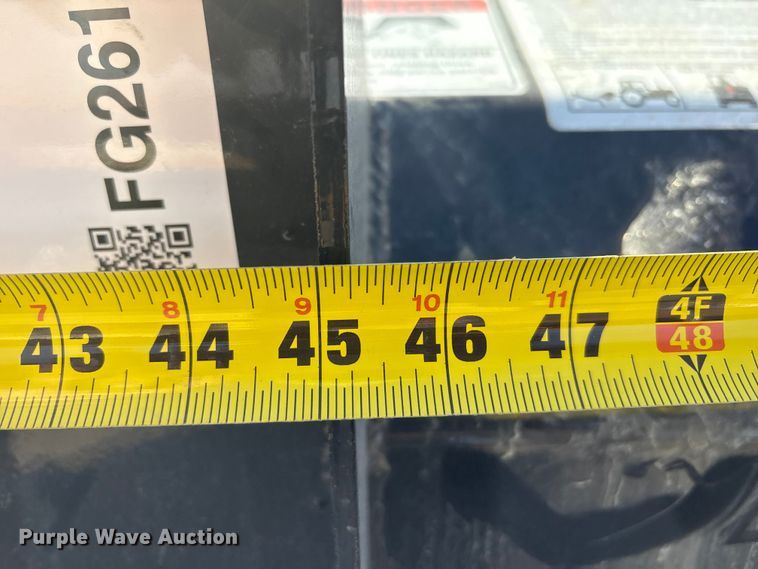 FG261
7 8 9 10 11 4F
43 44 45 46 47 48
Purple Wave Auction